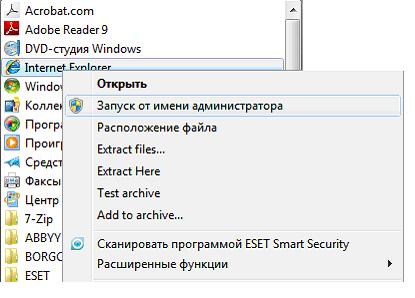 Acrobat.com
Adobe Reader 9
DVD-студия Windows
Internet Explorer
Window
Коллек
Програ
Проиг
Средст
Факсы
Центр
7-Zip
ABBYY
BORGC
ESET
Открыть
Запуск от имени администратора
Расположение файла
Extract files...
Extract Here
Test archive
Add to archive...
Сканировать программой ESET Smart Security
Расширенные функции